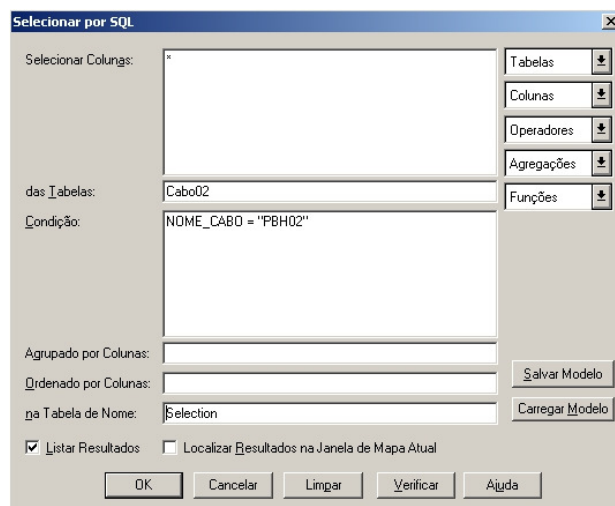 Selecionar por SQL
Selecionar Colunas:
*
Tabelas
Colunas
Operadores
Agregações
Funções
das Tabelas:
Cabo02
Condição:
NOME_CABO = "PBH02"
Agrupado por Colunas:
Ordenado por Colunas:
na Tabela de Nome:
Selection
Salvar Modelo
Carregar Modelo
Listar Resultados
Localizar Resultados na Janela de Mapa Atual
OK
Cancelar
Limpar
Verificar
Ajuda